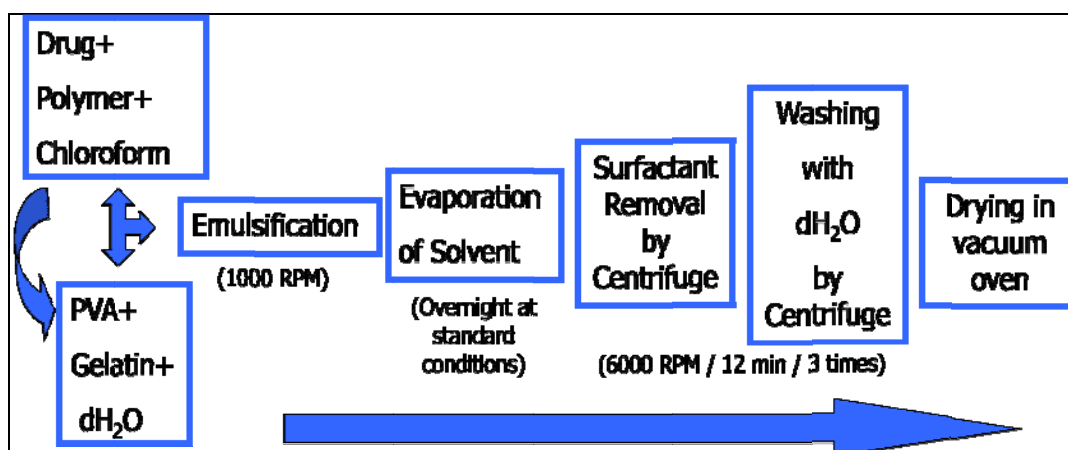 Drug+
Polymer+
Chloroform
PVA+
Gelatin+
dH₂O
Emulsification
(1000 RPM)
Evaporation
of Solvent
(Overnight at
standard
conditions)
Surfactant
Removal
by
Centrifuge
Washing
with
dH₂O
by
Centrifuge
(6000 RPM / 12 min / 3 times)
Drying in
vacuum
oven